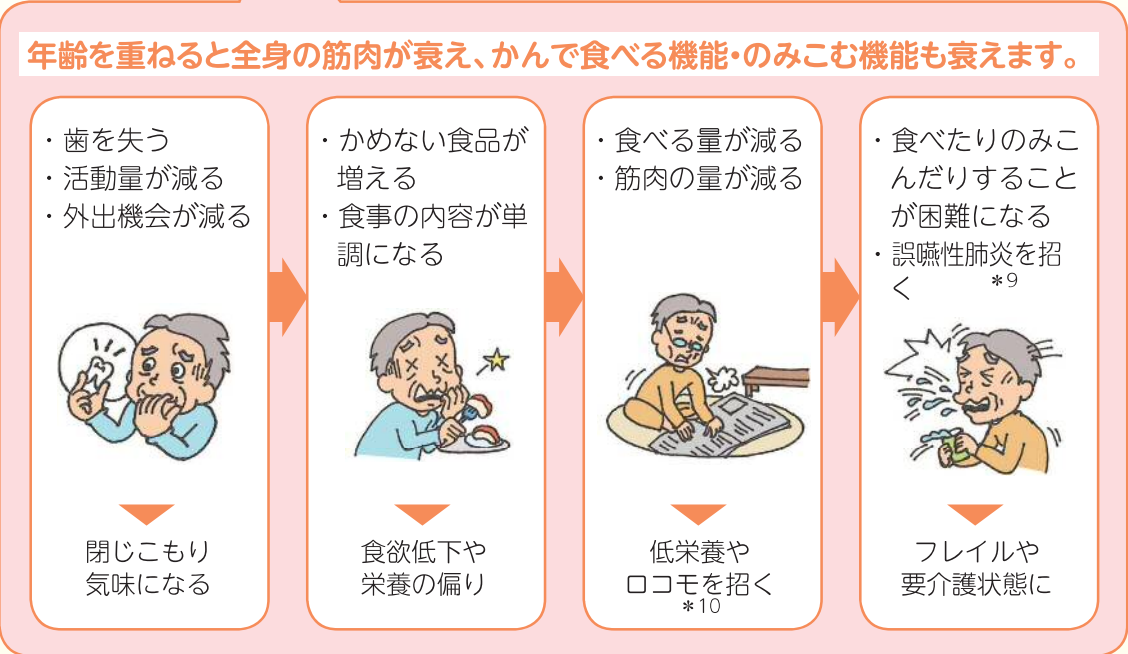 年齢を重ねると全身の筋肉が衰え、かんで食べる機能・のみこむ機能も衰えます。
・歯を失う
・活動量が減る
・外出機会が減る
閉じこもり
気味になる
・かめない食品が
増える
・食事の内容が単
調になる
食欲低下や
栄養の偏り
・食べる量が減る
・筋肉の量が減る
低栄養や
ロコモを招く
＊10
・食べたりのみこ
んだりすること
が困難になる
・誤嚥性肺炎を招
く ＊9
フレイルや
要介護状態に